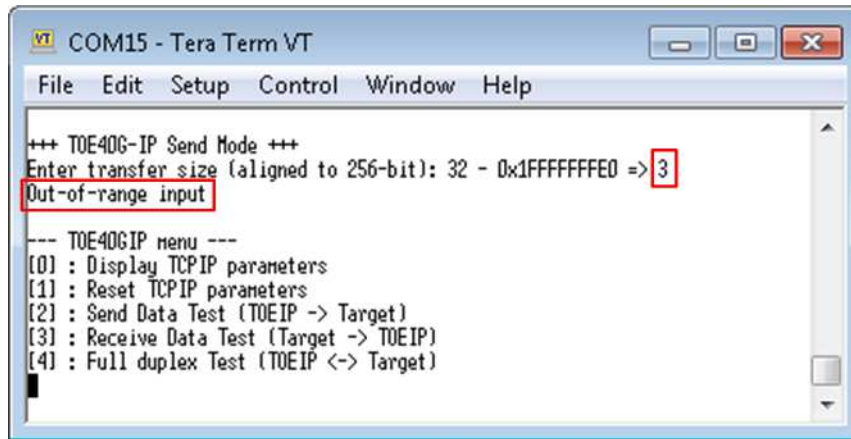 COM15 - Tera Term VT
File Edit Setup Control Window Help
+++ TOE40G-IP Send Mode +++
Enter transfer size (aligned to 256-bit): 32 - 0x1FFFFFFFE0 => 3
Out-of-range input
--- TOE40GIP menu ---
[0] : Display TCPIP parameters
[1] : Reset TCPIP parameters
[2] : Send Data Test (TOEIP -> Target)
[3] : Receive Data Test (Target -> TOEIP)
[4] : Full duplex Test (TOEIP <-> Target)